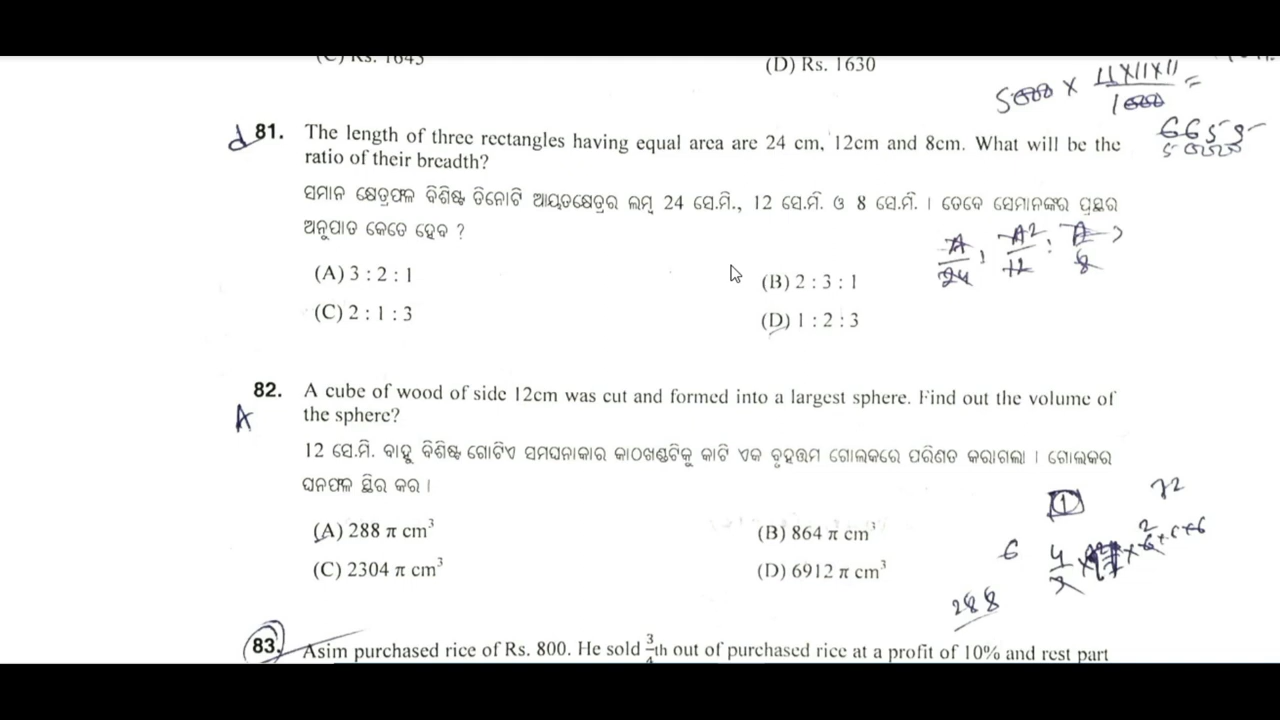 (C) Rs. 1645
(D) Rs. 1630
81. The length of three rectangles having equal area are 24 cm, 12cm and 8cm. What will be the
ratio of their breadth?
ସମାନ କ୍ଷେତ୍ରଫଳ ବିଶିଷ୍ଟ ତିନୋଟି ଆୟତକ୍ଷେତ୍ରର ଲମ୍ବ 24 ସେ.ମି., 12 ସେ.ମି. ଓ 8 ସେ.ମି. । ତେବେ ସେମାନଙ୍କର ପ୍ରସ୍ଥର
ଅନୁପାତ କେତେ ହେବ ?
(A) 3 : 2 : 1
(B) 2 : 3 : 1
(C) 2 : 1 : 3
(D) 1 : 2 : 3
82. A cube of wood of side 12cm was cut and formed into a largest sphere. Find out the volume of
the sphere?
12 ସେ.ମି. ବାହୁ ବିଶିଷ୍ଟ ଗୋଟିଏ ସମଘନାକାର କାଠଖଣ୍ଡଟିକୁ କାଟି ଏକ ବୃହତ୍ତମ ଗୋଲକରେ ପରିଣତ କରାଗଲା । ଗୋଲକର
ଘନଫଳ ସ୍ଥିର କର ।
(A) 288 π cm³
(B) 864 π cm³
(C) 2304 π cm³
(D) 6912 π cm³
72
6
288
83. Asim purchased rice of Rs. 800. He sold 3/4th out of purchased rice at a profit of 10% and rest part